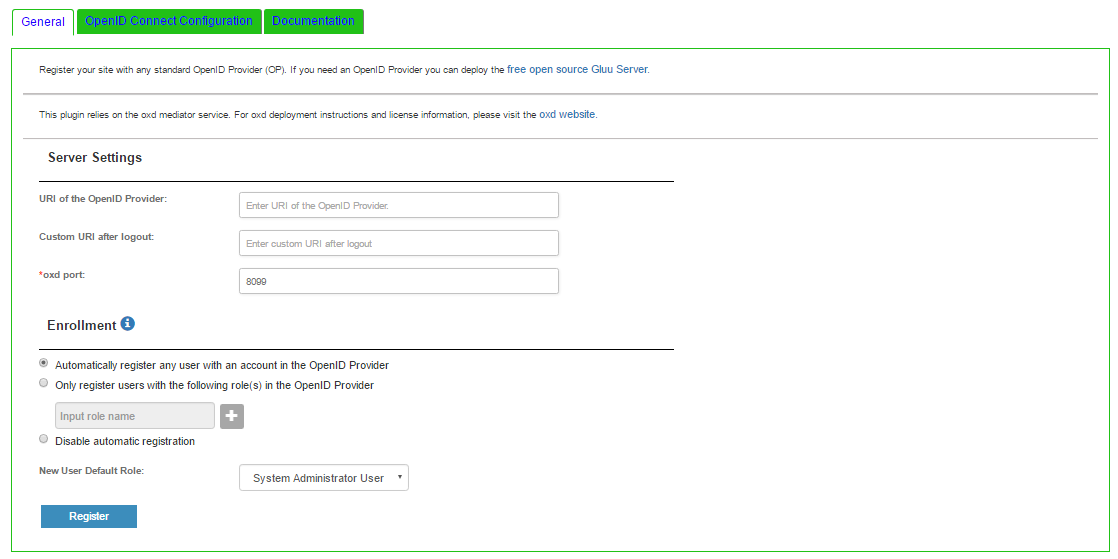 General OpenID Connect Configuration Documentation
Register your site with any standard OpenID Provider (OP). If you need an OpenID Provider you can deploy the free open source Gluu Server.
This plugin relies on the oxd mediator service. For oxd deployment instructions and license information, please visit the oxd website.
Server Settings
URI of the OpenID Provider: Enter URI of the OpenID Provider.
Custom URI after logout: Enter custom URI after logout
*oxd port: 8099
Enrollment
Automatically register any user with an account in the OpenID Provider
Only register users with the following role(s) in the OpenID Provider
Input role name
Disable automatic registration
New User Default Role: System Administrator User
Register